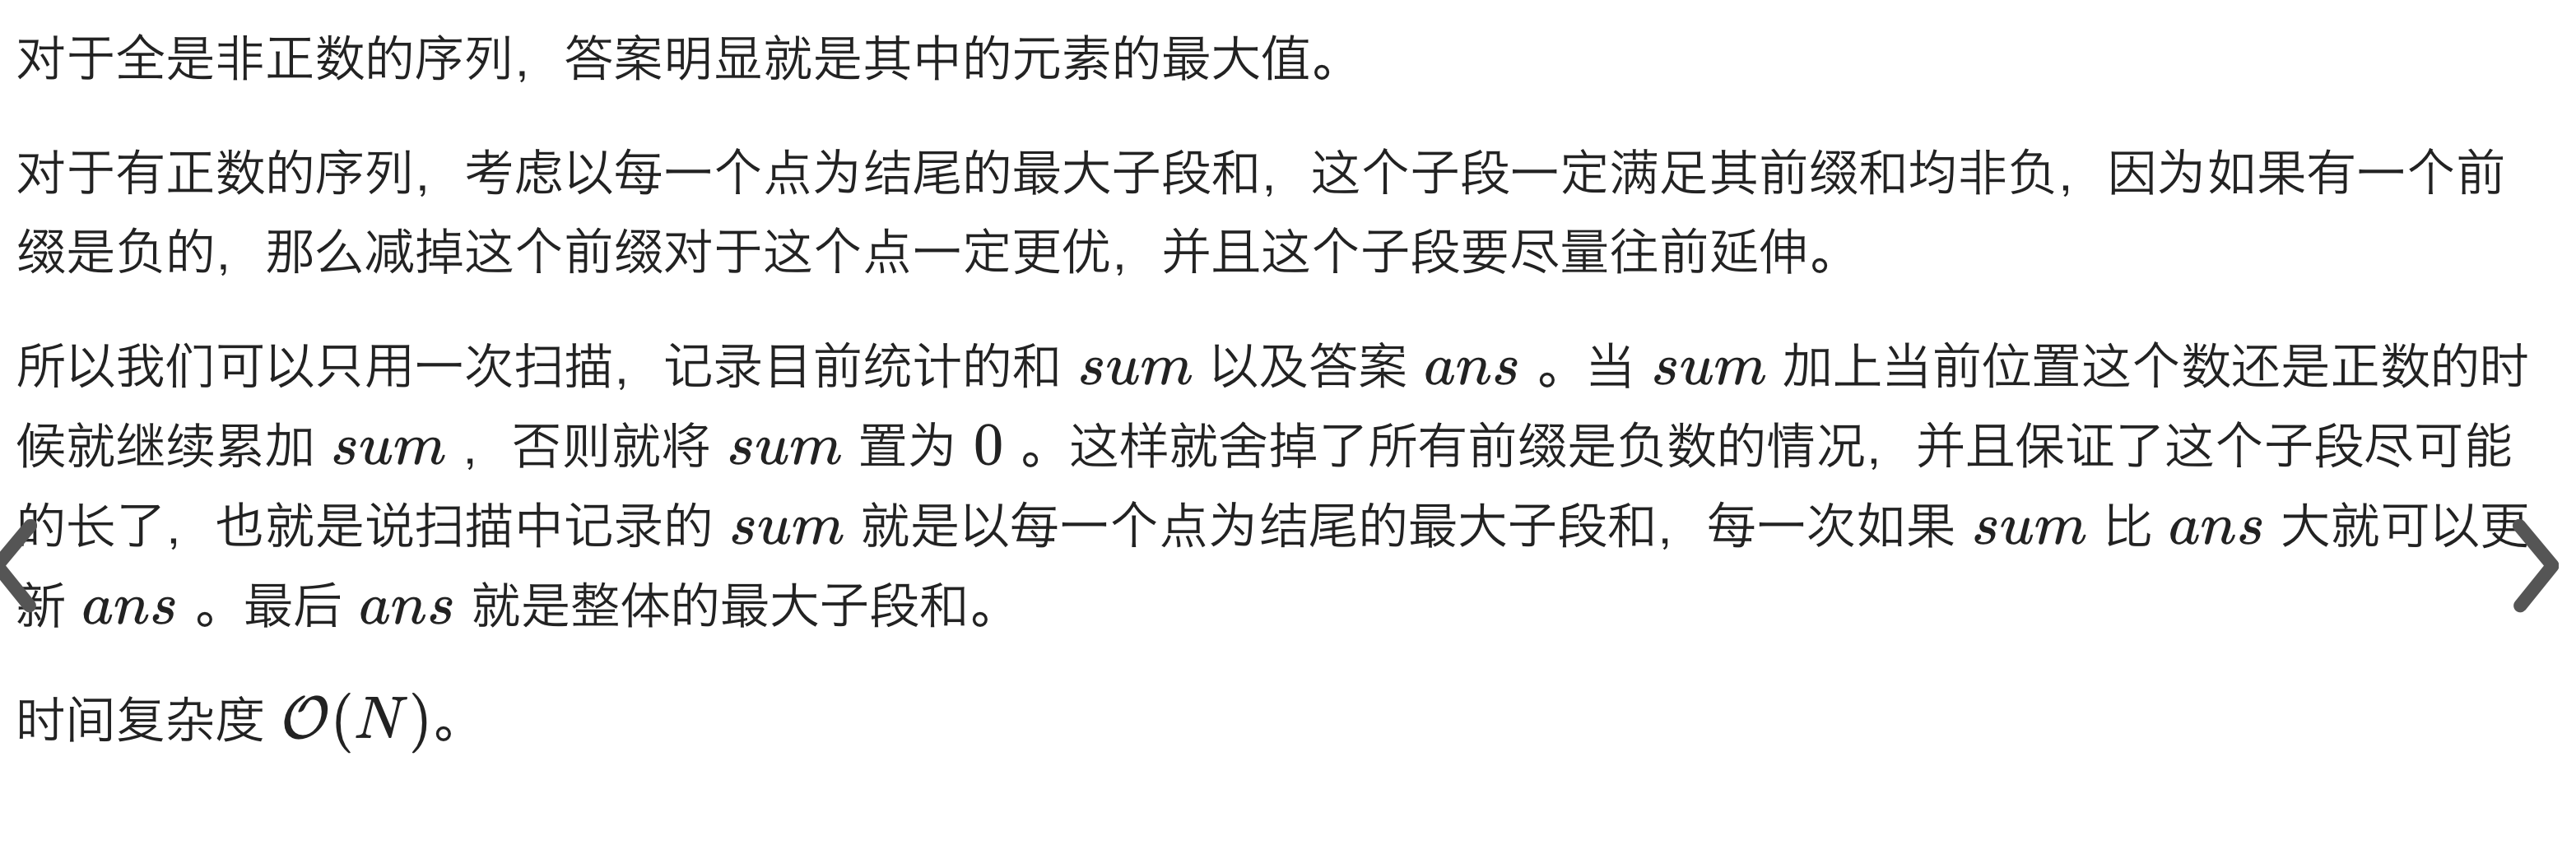 对于全是非正数的序列，答案明显就是其中的元素的最大值。
对于有正数的序列，考虑以每一个点为结尾的最大子段和，这个子段一定满足其前缀和均非负，因为如果有一个前
缀是负的，那么减掉这个前缀对于这个点一定更优，并且这个子段要尽量往前延伸。
所以我们可以只用一次扫描，记录目前统计的和 sum 以及答案 ans 。当 sum 加上当前位置这个数还是正数的时
候就继续累加 sum ，否则就将 sum 置为 0 。这样就舍掉了所有前缀是负数的情况，并且保证了这个子段尽可能
的长了，也就是说扫描中记录的 sum 就是以每一个点为结尾的最大子段和，每一次如果 sum 比 ans 大就可以更
新 ans 。最后 ans 就是整体的最大子段和。
时间复杂度 O(N)。